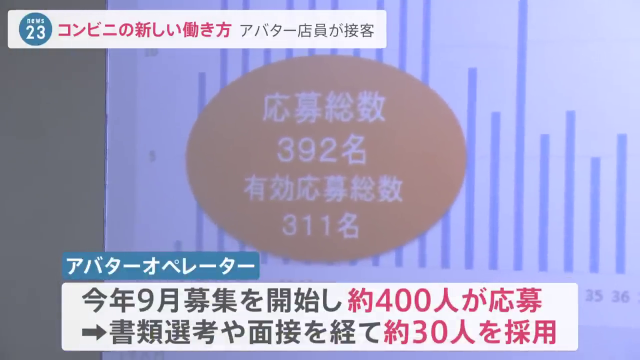 news
23
コンビニの新しい働き方 アバター店員が接客
応募総数
392名
有効応募総数
311名
35 36
アバターオペレーター
今年9月募集を開始し 約400人が応募
➡書類選考や面接を経て約30人を採用